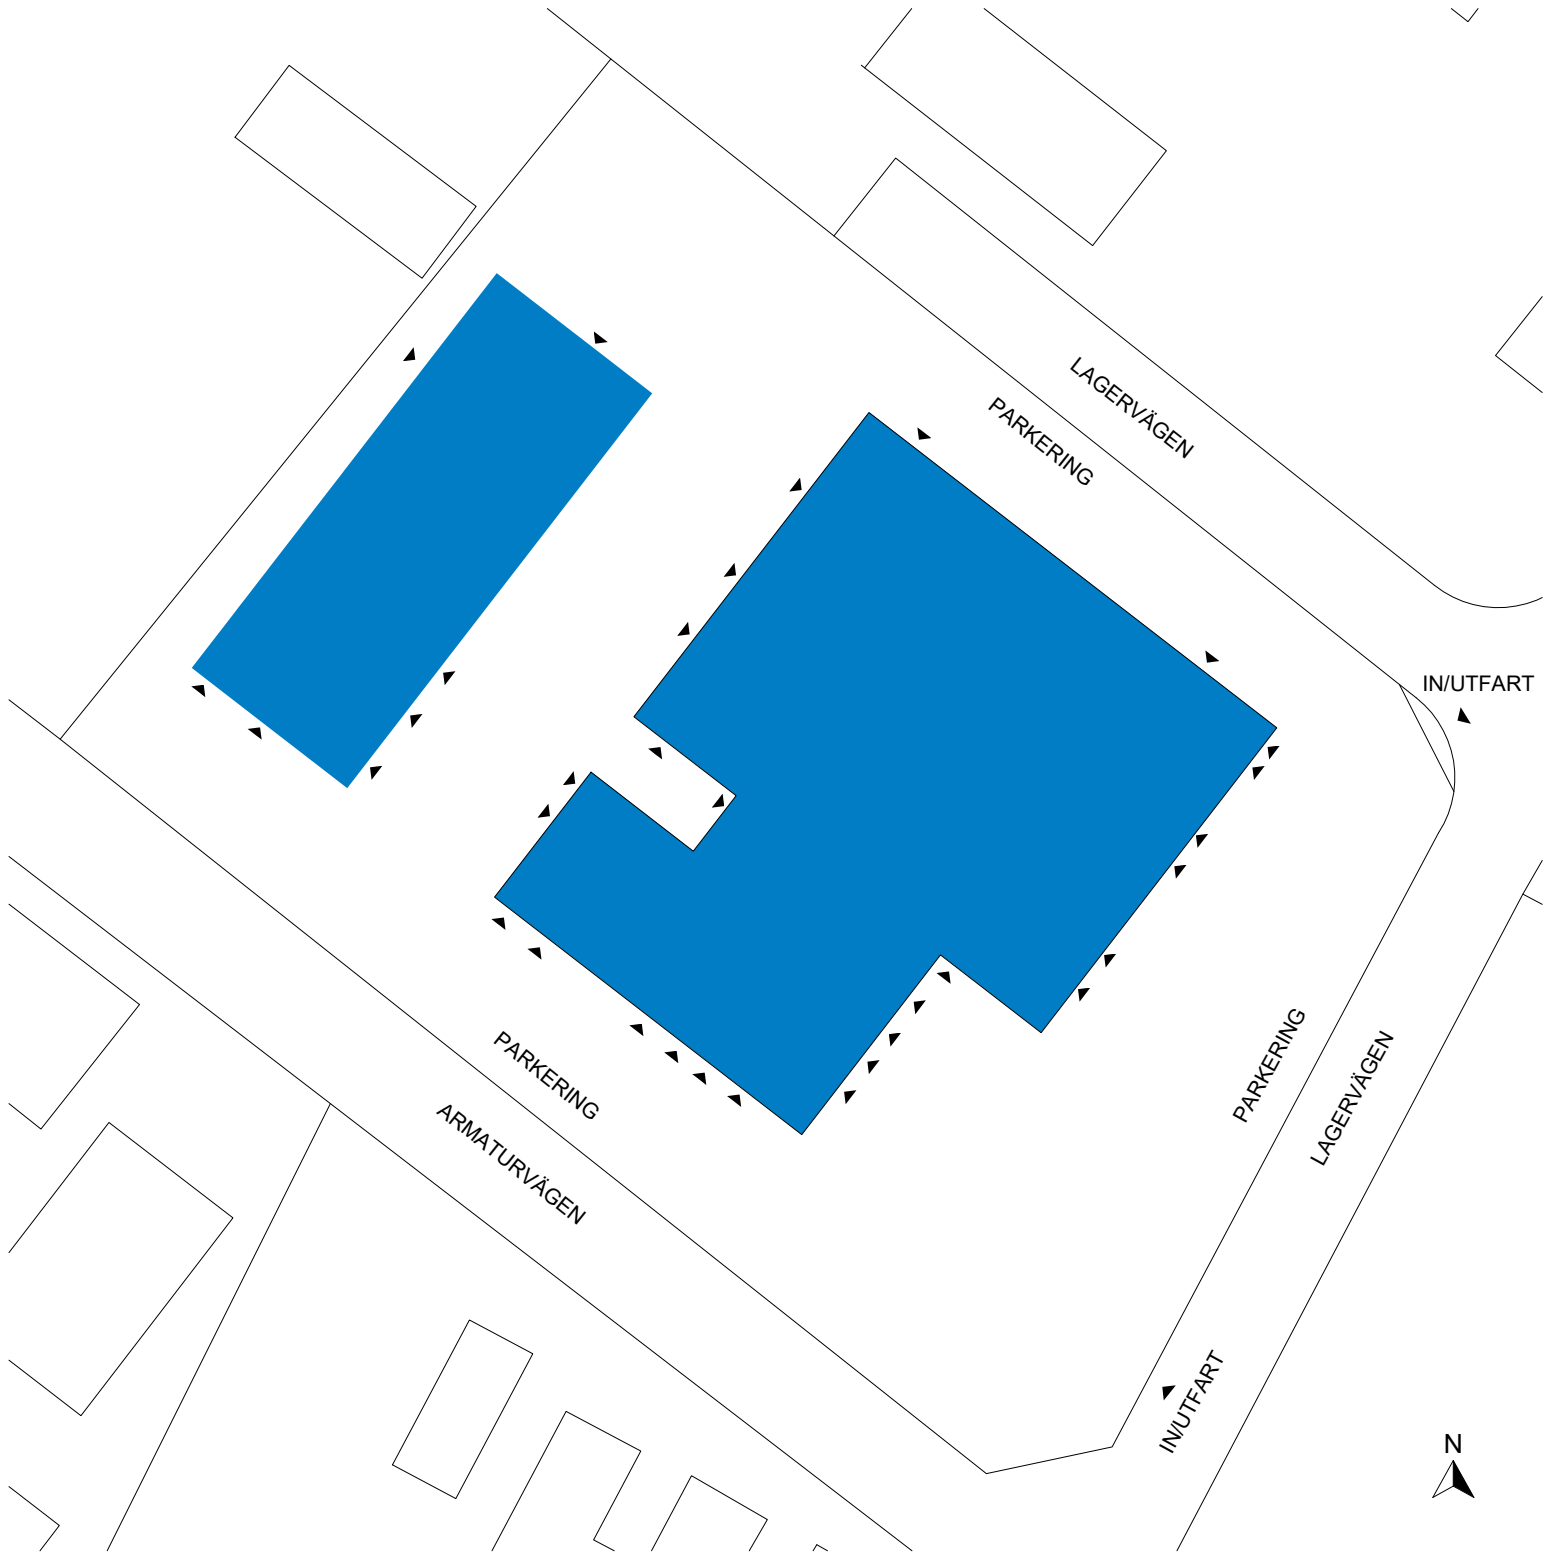 LAGERVÄGEN
PARKERING
IN/UTFART
PARKERING
LAGERVÄGEN
PARKERING
ARMATURVÄGEN
IN/UTFART
N